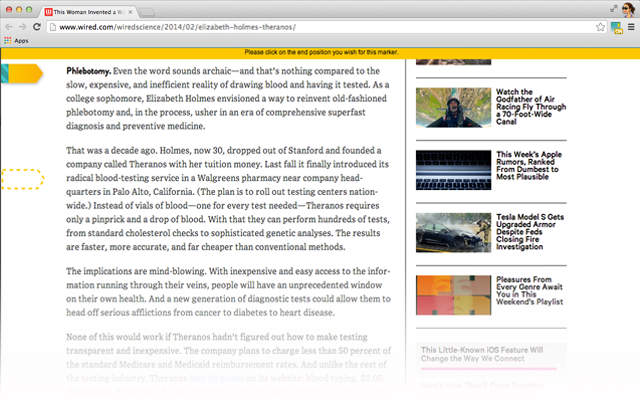 This Woman Invented a W
www.wired.com/wiredscience/2014/02/elizabeth-holmes-theranos/
Apps
Please click on the end position you wish for this marker.
Phlebotomy. Even the word sounds archaic—and that's nothing compared to the
slow, expensive, and inefficient reality of drawing blood and having it tested. As a
college sophomore, Elizabeth Holmes envisioned a way to reinvent old-fashioned
phlebotomy and, in the process, usher in an era of comprehensive superfast
diagnosis and preventive medicine.
That was a decade ago. Holmes, now 30, dropped out of Stanford and founded a
company called Theranos with her tuition money. Last fall it finally introduced its
radical blood-testing service in a Walgreens pharmacy near company head-
quarters in Palo Alto, California. (The plan is to roll out testing centers nation-
wide.) Instead of vials of blood—one for every test needed—Theranos requires
only a pinprick and a drop of blood. With that they can perform hundreds of tests,
from standard cholesterol checks to sophisticated genetic analyses. The results
are faster, more accurate, and far cheaper than conventional methods.
The implications are mind-blowing. With inexpensive and easy access to the infor-
mation running through their veins, people will have an unprecedented window
on their own health. And a new generation of diagnostic tests could allow them to
head off serious afflictions from cancer to diabetes to heart disease.
None of this would work if Theranos hadn't figured out how to make testing
transparent and inexpensive. The company plans to charge less than 50 percent of
the standard Medicare and Medicaid reimbursement rates. And unlike the rest of
the testing industry, Theranos lists its prices on its website: blood typing, $2.05;
Watch the
Godfather of Air
Racing Fly Through
a 70-Foot-Wide
Canal
This Week's Apple
Rumors, Ranked
From Dumbest to
Most Plausible
Tesla Model S Gets
Upgraded Armor
Despite Feds
Closing Fire
Investigation
Pleasures From
Every Genre Await
You in This
Weekend's Playlist
This Little-Known iOS Feature Will
Change the Way We Connect